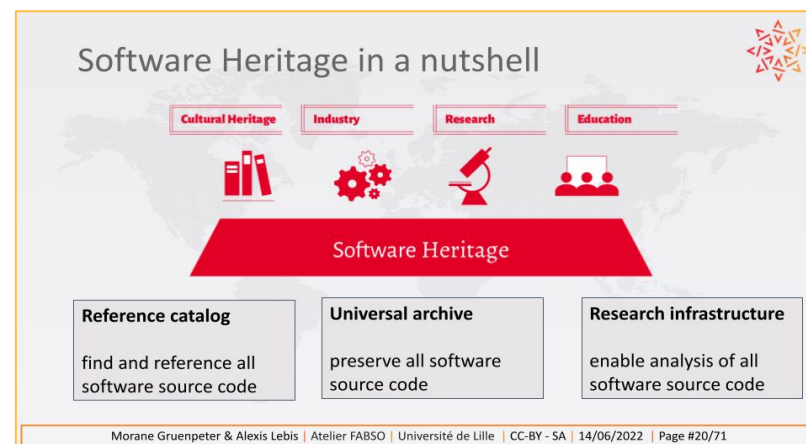 Software Heritage in a nutshell
Cultural Heritage
Industry
Research
Education
Software Heritage
Reference catalog
find and reference all
software source code
Universal archive
preserve all software
source code
Research infrastructure
enable analysis of all
software source code
Morane Gruenpeter & Alexis Lebis | Atelier FABSO | Université de Lille | CC-BY - SA | 14/06/2022 | Page #20/71